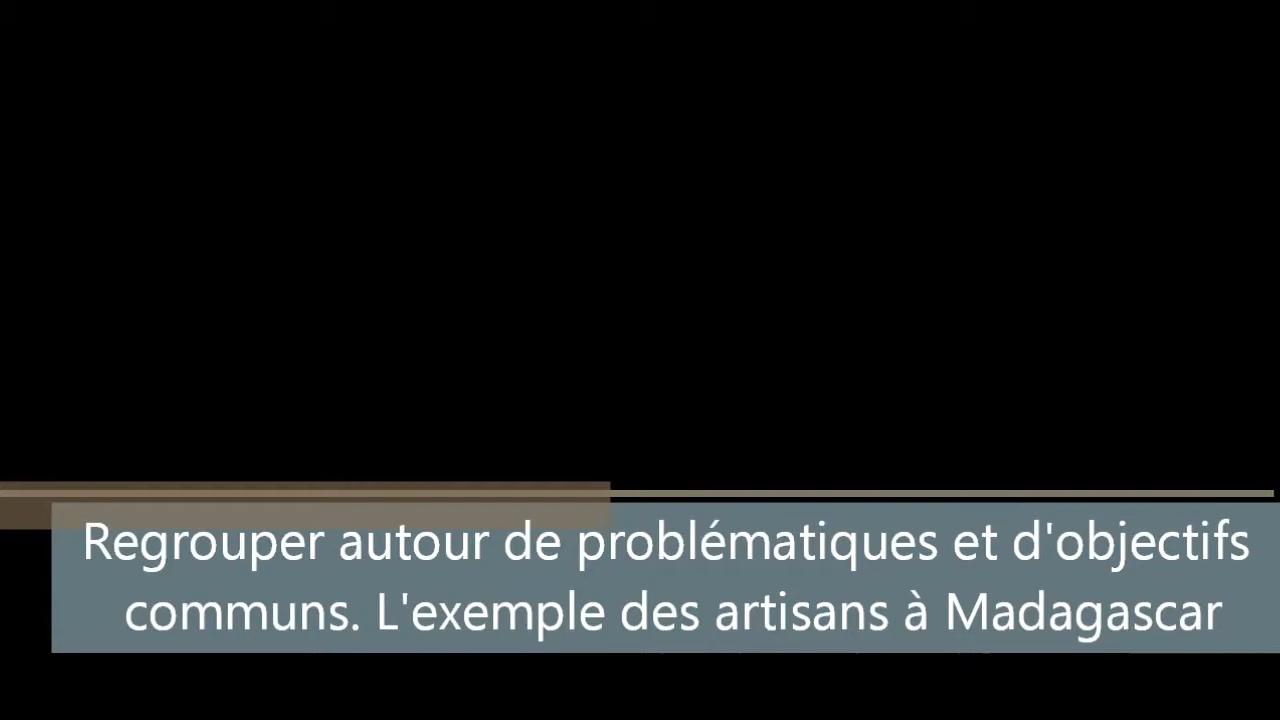 Regrouper autour de problématiques et d'objectifs
communs. L'exemple des artisans à Madagascar